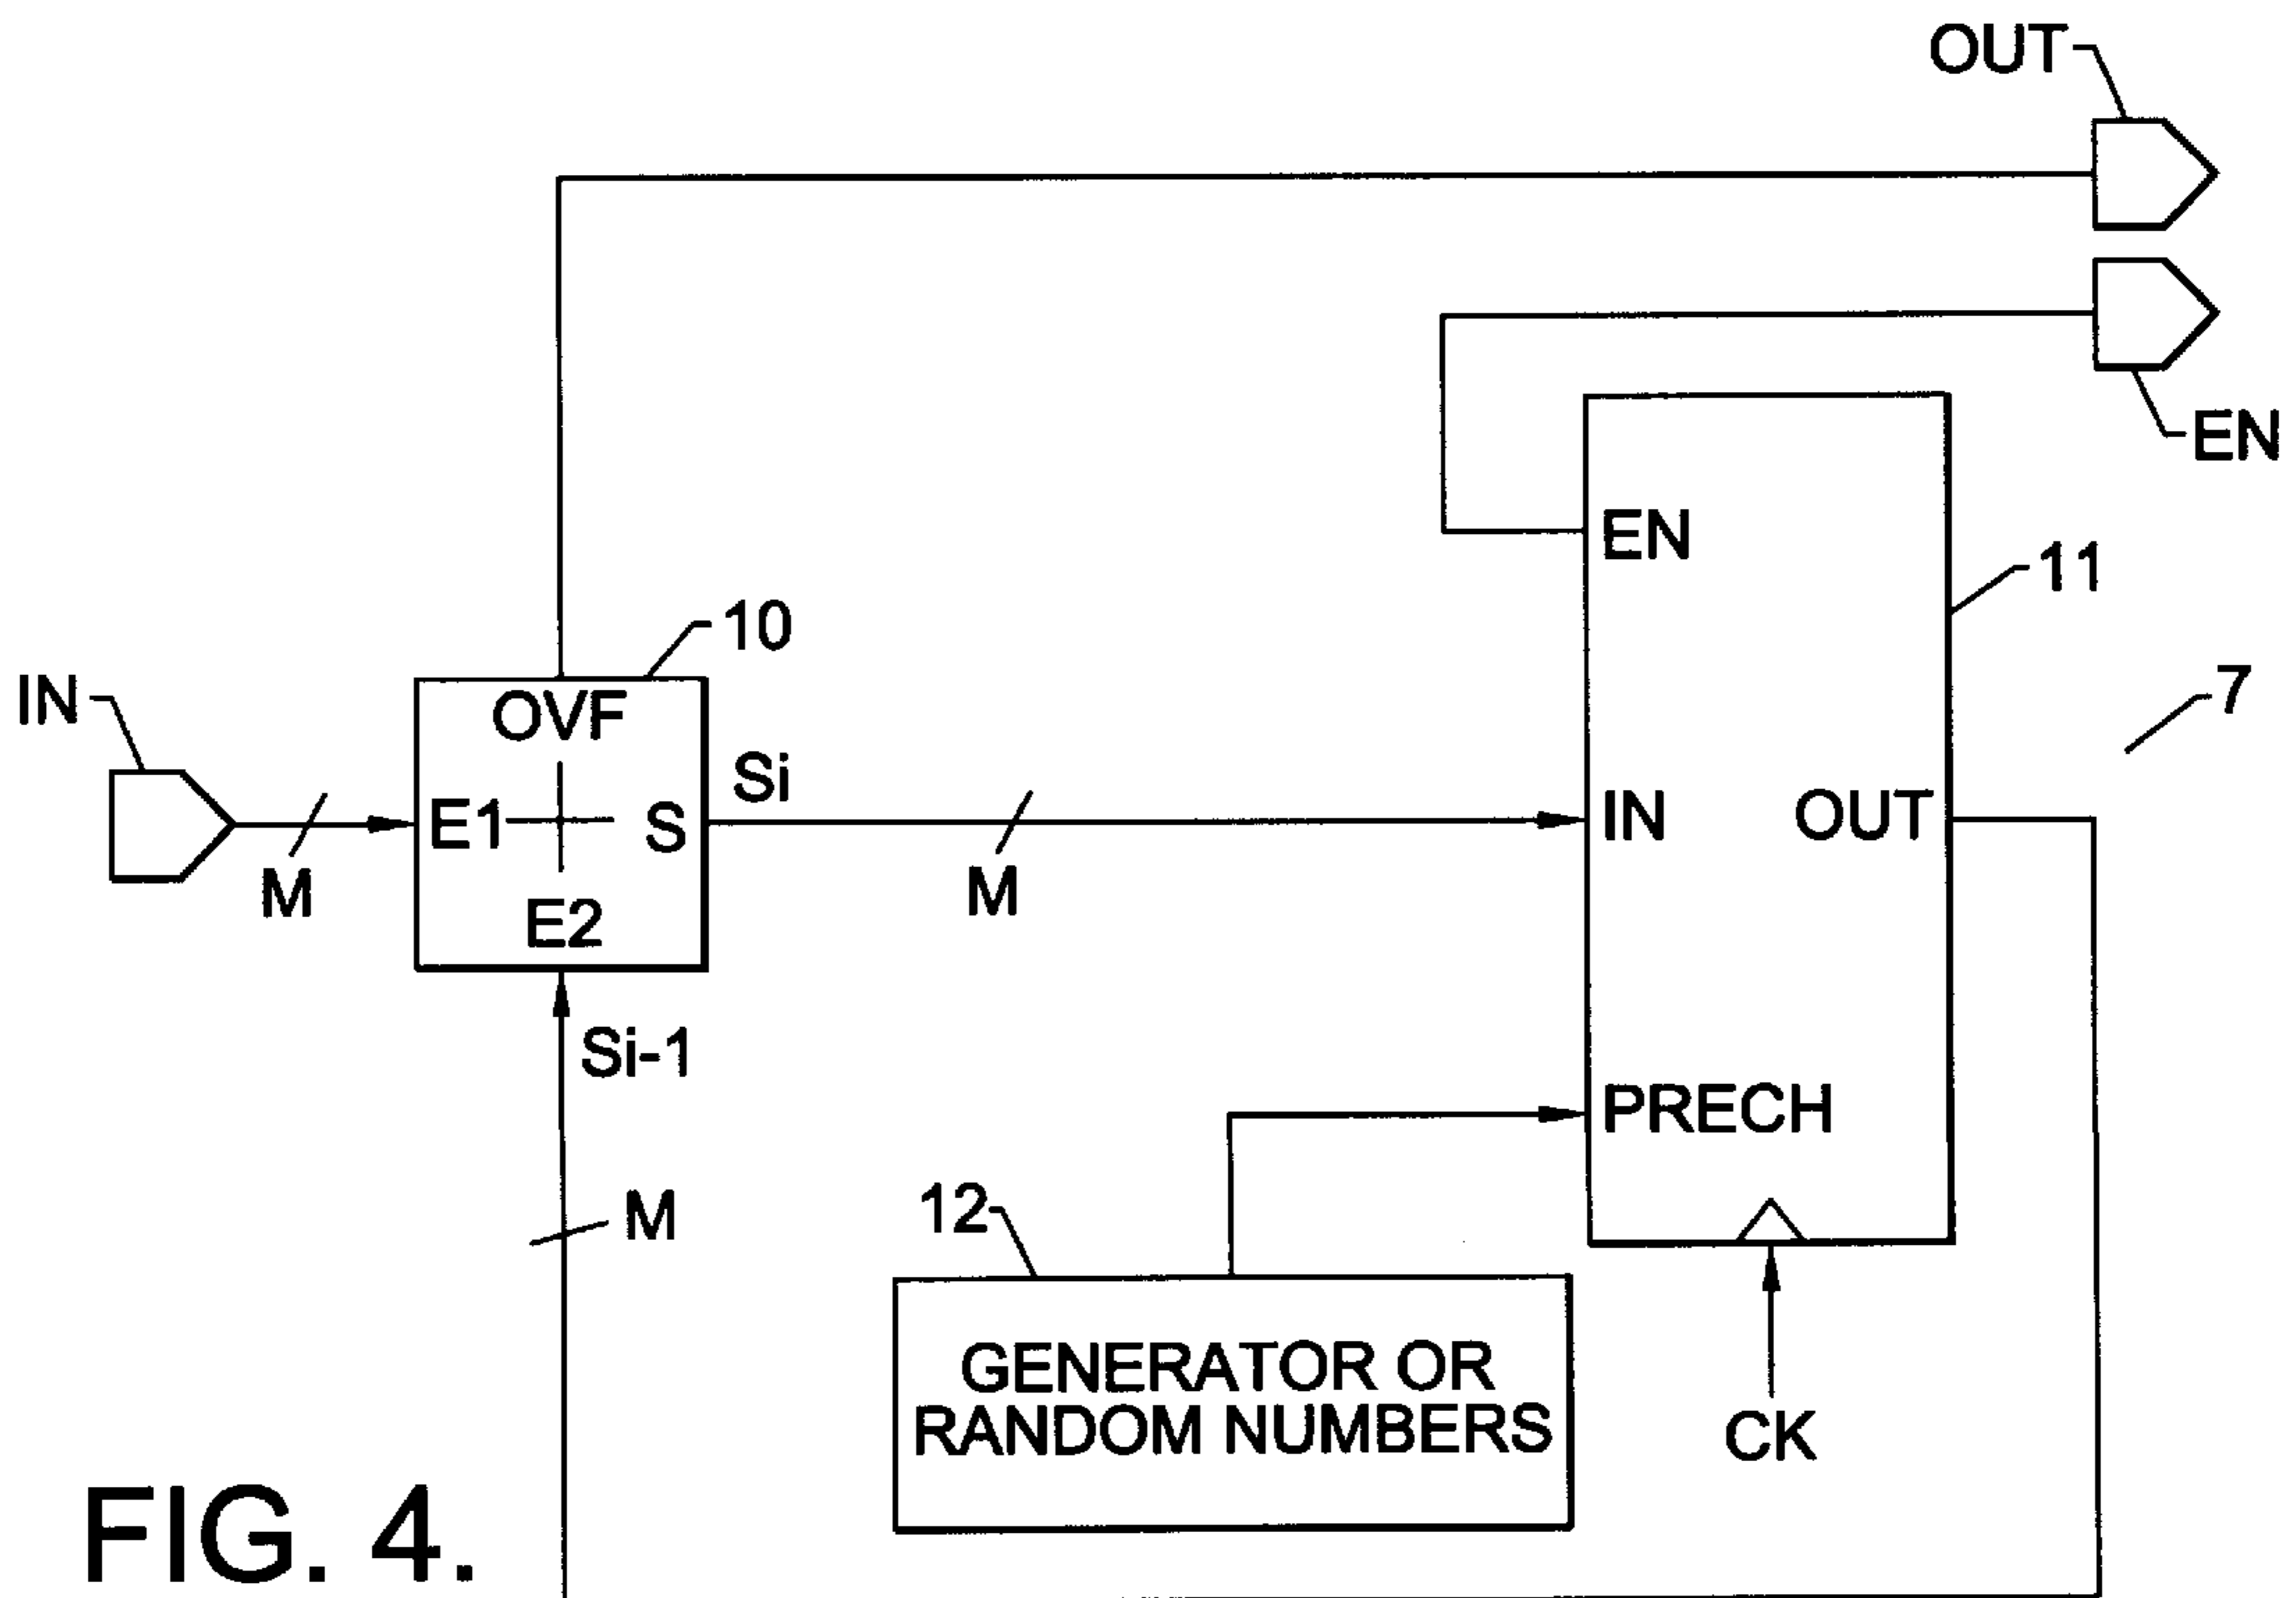 OUT
EN
EN
11
10
7
IN
OVF
Si
E1
S
IN
OUT
M
M
E2
Si-1
PRECH
M
12
GENERATOR OR
RANDOM NUMBERS
CK
FIG. 4.